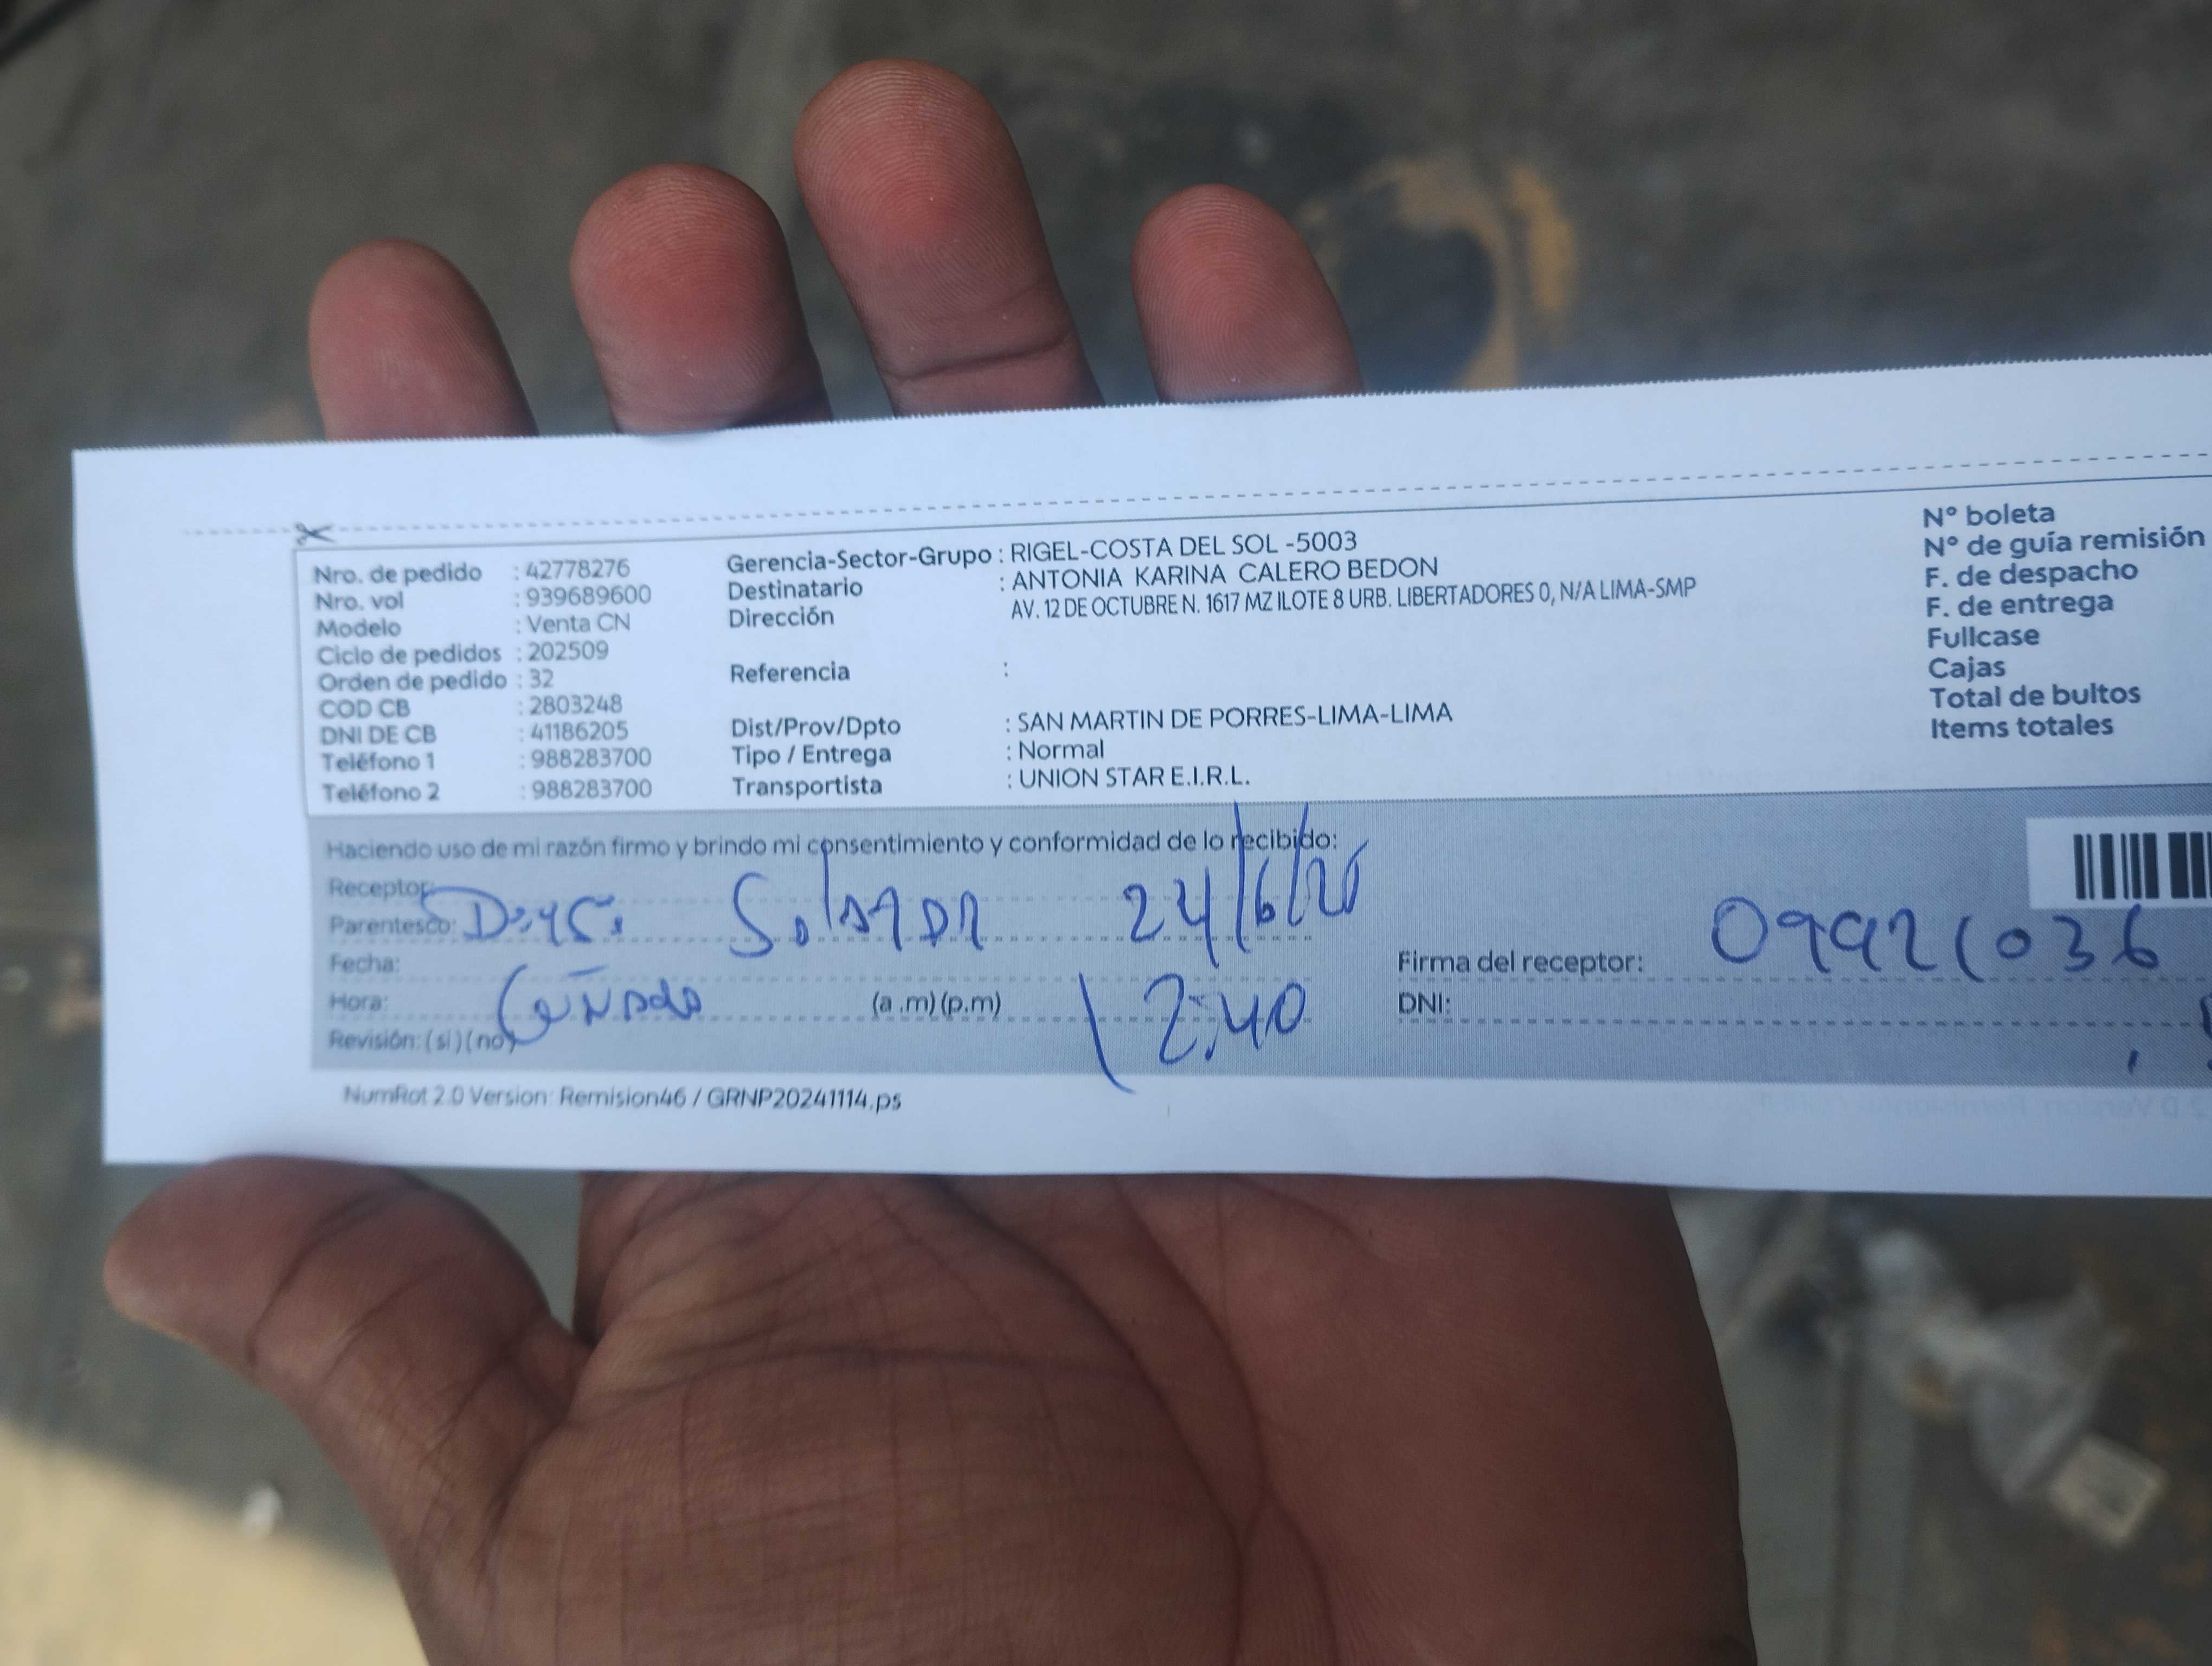 Nro. de pedido : 42778276
Nro. vol : 939689600
Modelo : Venta CN
Ciclo de pedidos : 202509
Orden de pedido : 32
COD CB : 2803248
DNI DE CB : 41186205
Teléfono 1 : 988283700
Teléfono 2 : 988283700
Gerencia-Sector-Grupo : RIGEL-COSTA DEL SOL -5003
Destinatario : ANTONIA KARINA CALERO BEDON
Dirección AV. 12 DE OCTUBRE N. 1617 MZ ILOTE 8 URB. LIBERTADORES 0, N/A LIMA-SMP
Referencia :
Dist/Prov/Dpto : SAN MARTIN DE PORRES-LIMA-LIMA
Tipo / Entrega : Normal
Transportista : UNION STAR E.I.R.L.
N° boleta
N° de guía remisión
F. de despacho
F. de entrega
Fullcase
Cajas
Total de bultos
Items totales
Haciendo uso de mi razón firmo y brindo mi consentimiento y conformidad de lo recibido:
Receptor:
Parentesco: 24/6/25
Fecha:
Hora: (a .m) (p.m) 12:40
Revisión: ( si ) ( no )
Firma del receptor: 09921036
DNI:
NumRot 2.0 Version: Remision46 / GRNP20241114.ps